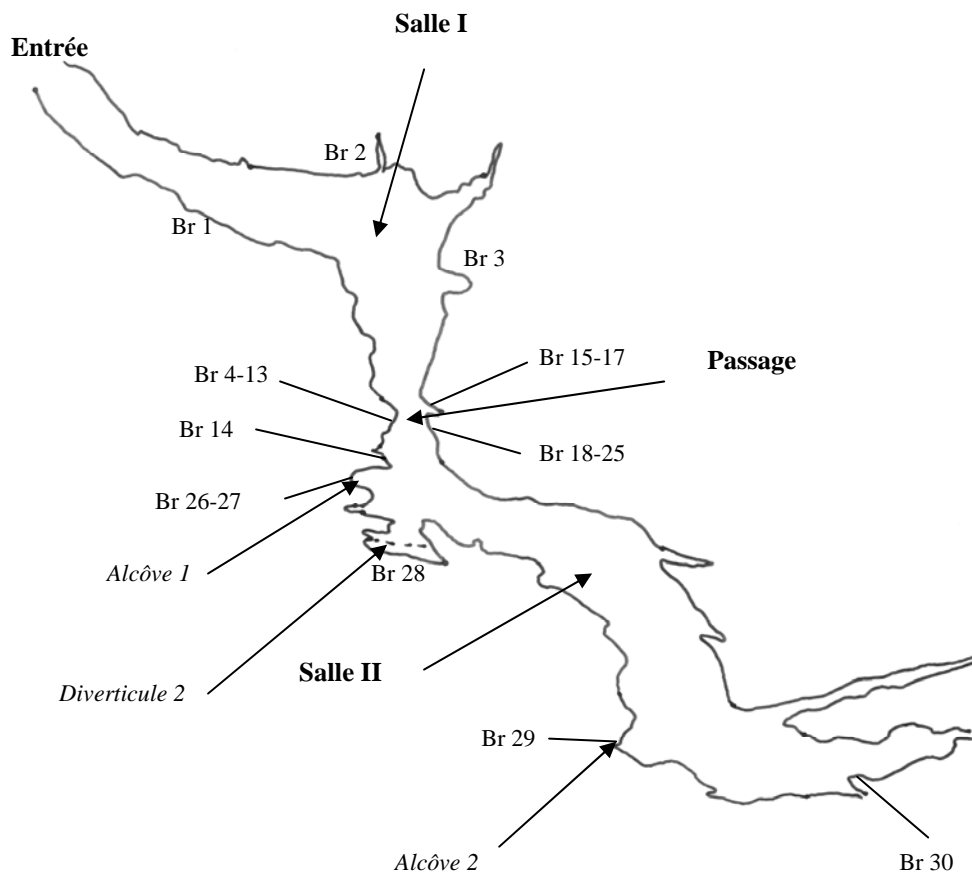 Salle I
Entrée
Br 2
Br 1
Br 3
Br 15-17
Passage
Br 4-13
Br 14
Br 18-25
Br 26-27
Alcôve 1
Br 28
Salle II
Diverticule 2
Br 29
Alcôve 2
Br 30